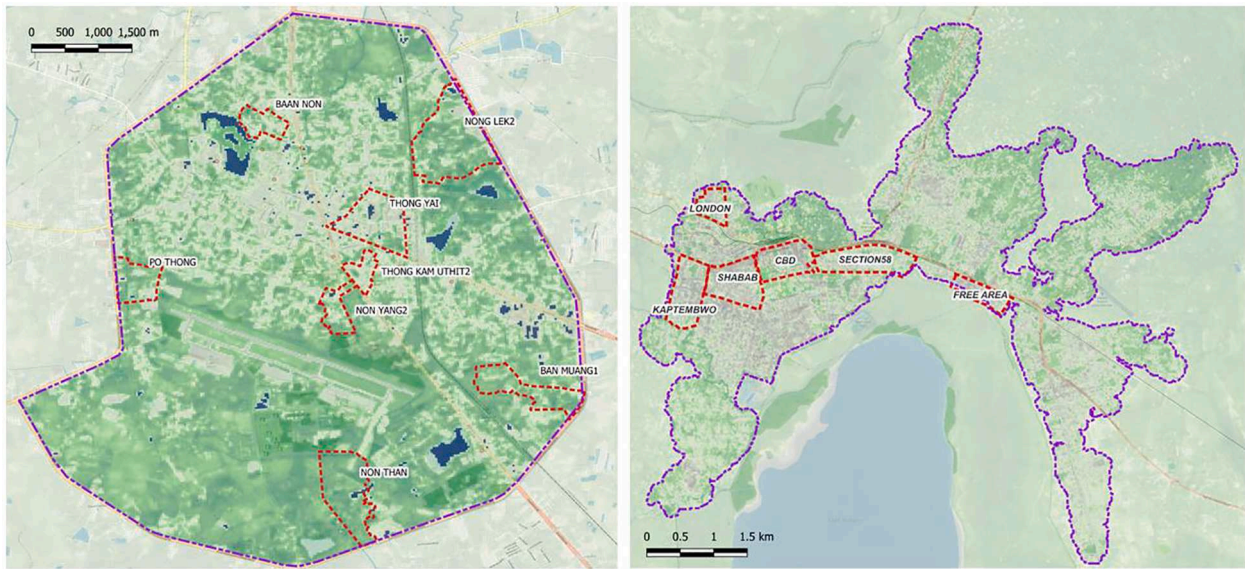 0 500 1,000 1,500 m
BAAN NON
NONG LEK2
THONG YAI
PO THONG
THONG KAM UTHIT2
NON YANG2
BAN MUANG1
NON THAN
LONDON
CBD
SECTION58
SHABAB
FREE AREA
KAPTEMBWO
0 0.5 1 1.5 km